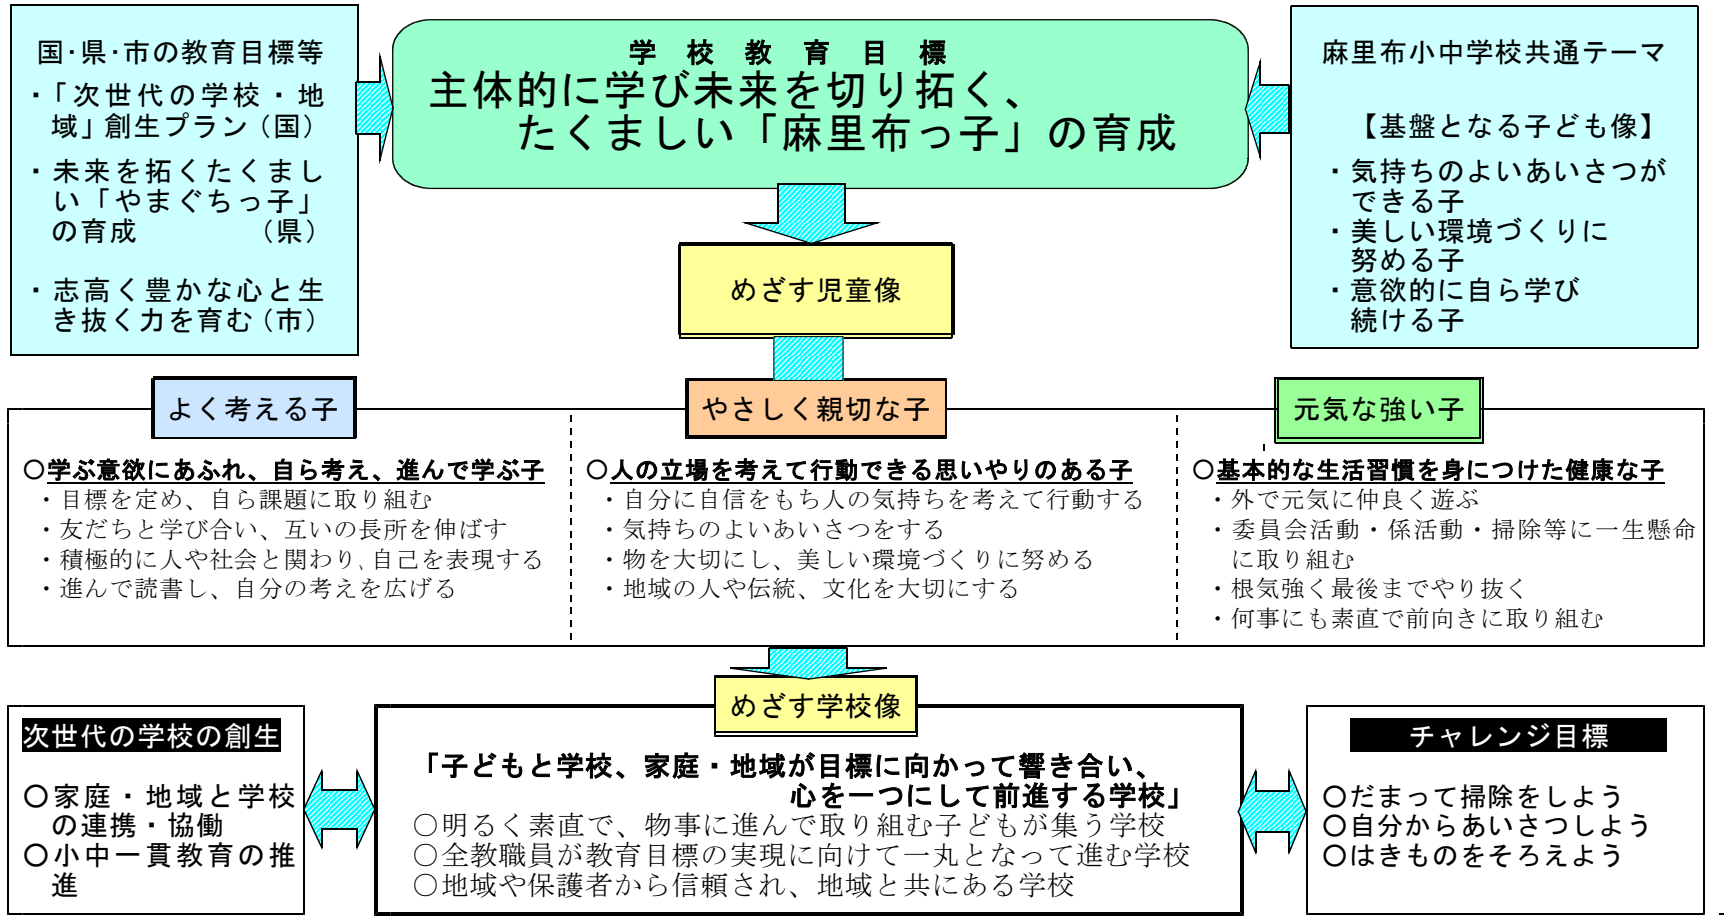 国・県・市の教育目標等
・「次世代の学校・地
域」創生プラン（国）
・未来を拓くたくまし
い「やまぐちっ子」
の育成　　　　（県）
・志高く豊かな心と生
き抜く力を育む（市）
学　校　教　育　目　標
主体的に学び未来を切り拓く、
たくましい「麻里布っ子」の育成
麻里布小中学校共通テーマ
【基盤となる子ども像】
・気持ちのよいあいさつが
できる子
・美しい環境づくりに
努める子
・意欲的に自ら学び
続ける子
めざす児童像
よく考える子
○学ぶ意欲にあふれ、自ら考え、進んで学ぶ子
・目標を定め、自ら課題に取り組む
・友だちと学び合い、互いの長所を伸ばす
・積極的に人や社会と関わり、自己を表現する
・進んで読書し、自分の考えを広げる
やさしく親切な子
○人の立場を考えて行動できる思いやりのある子
・自分に自信をもち人の気持ちを考えて行動する
・気持ちのよいあいさつをする
・物を大切にし、美しい環境づくりに努める
・地域の人や伝統、文化を大切にする
元気な強い子
○基本的な生活習慣を身につけた健康な子
・外で元気に仲良く遊ぶ
・委員会活動・係活動・掃除等に一生懸命
に取り組む
・根気強く最後までやり抜く
・何事にも素直で前向きに取り組む
次世代の学校の創生
○家庭・地域と学校
の連携・協働
○小中一貫教育の推
進
めざす学校像
「子どもと学校、家庭・地域が目標に向かって響き合い、
心を一つにして前進する学校」
○明るく素直で、物事に進んで取り組む子どもが集う学校
○全教職員が教育目標の実現に向けて一丸となって進む学校
○地域や保護者から信頼され、地域と共にある学校
チャレンジ目標
○だまって掃除をしよう
○自分からあいさつしよう
○はきものをそろえよう